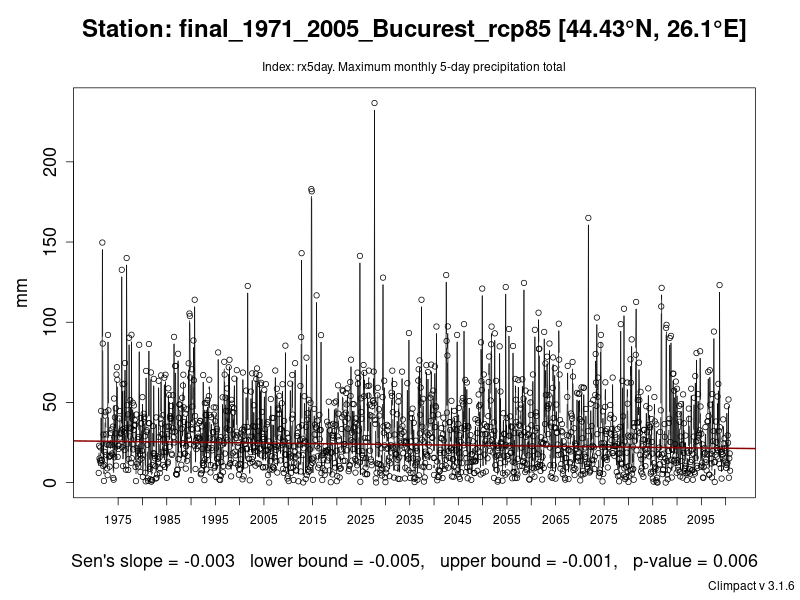 Station: final_1971_2005_Bucurest_rcp85 [44.43°N, 26.1°E]
Index: rx5day. Maximum monthly 5-day precipitation total
mm
200
150
100
50
0
1975 1985 1995 2005 2015 2025 2035 2045 2055 2065 2075 2085 2095
Sen's slope = -0.003 lower bound = -0.005, upper bound = -0.001, p-value = 0.006
Climpact v 3.1.6